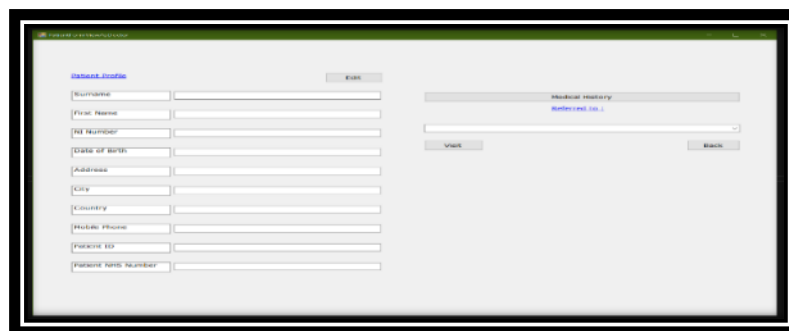 Patient Profile
Edit
Surname
First Name
NI Number
Date of Birth
Address
City
Country
Mobile Phone
Patient ID
Patient NHS Number
Medical History
Referred to :
Visit
Back